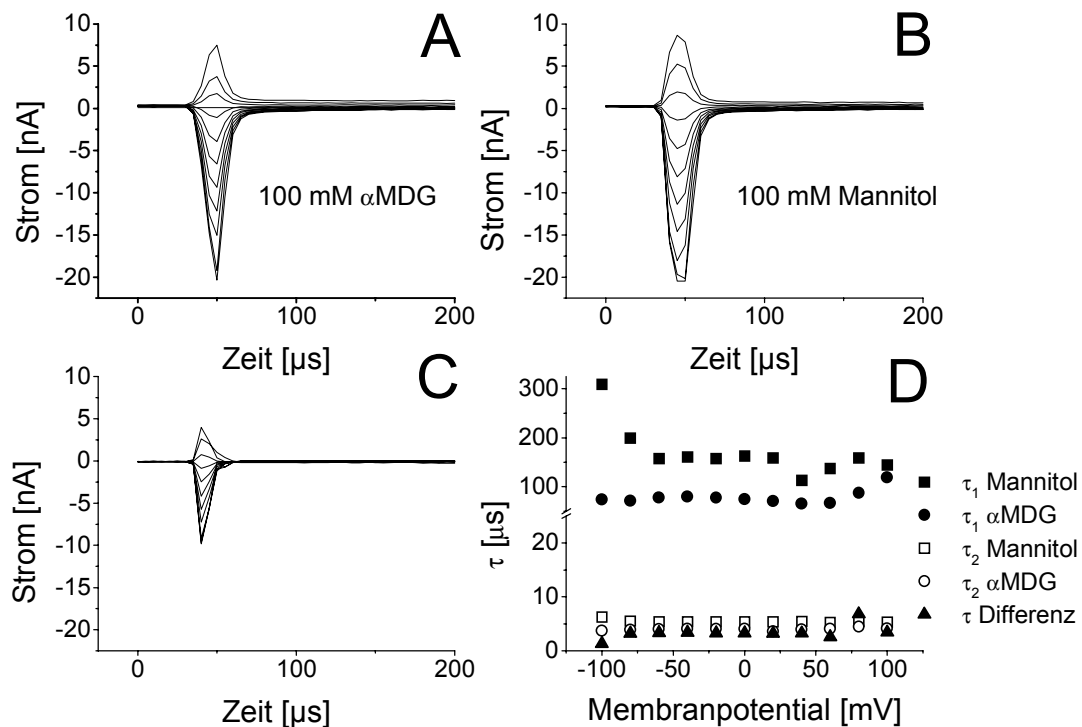 A
10
5
0
-5
-10
-15
-20
Strom [nA]
100 mM αMDG
0
100
200
Zeit [µs]
B
10
5
0
-5
-10
-15
-20
Strom [nA]
100 mM Mannitol
0
100
200
Zeit [µs]
C
10
5
0
-5
-10
-15
-20
Strom [nA]
0
100
200
Zeit [µs]
D
300
200
100
20
10
0
τ [µs]
-100
-50
0
50
100
Membranpotential [mV]
τ1 Mannitol
τ1 αMDG
τ2 Mannitol
τ2 αMDG
τ Differenz